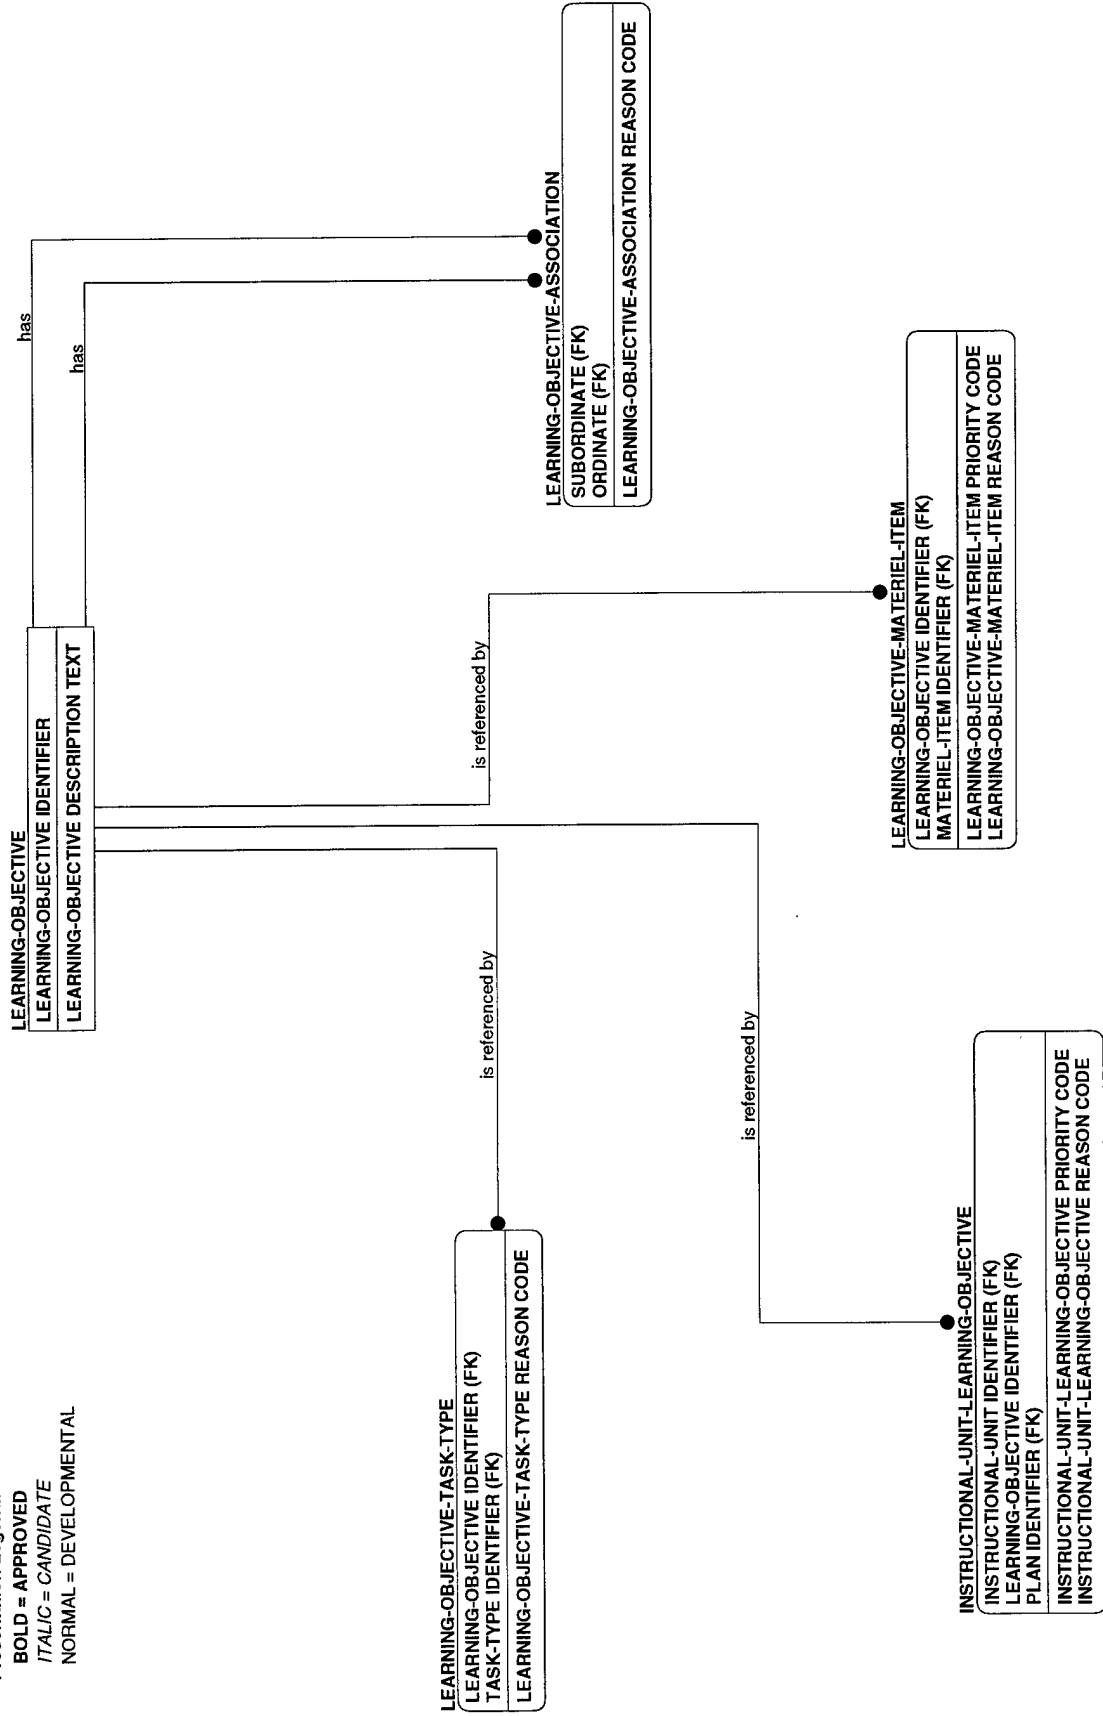 BOLD = APPROVED
ITALIC = CANDIDATE
NORMAL = DEVELOPMENTAL
LEARNING-OBJECTIVE
LEARNING-OBJECTIVE IDENTIFIER
LEARNING-OBJECTIVE DESCRIPTION TEXT
has
has
is referenced by
is referenced by
is referenced by
LEARNING-OBJECTIVE-TASK-TYPE
LEARNING-OBJECTIVE IDENTIFIER (FK)
TASK-TYPE IDENTIFIER (FK)
LEARNING-OBJECTIVE-TASK-TYPE REASON CODE
LEARNING-OBJECTIVE-ASSOCIATION
SUBORDINATE (FK)
ORDINATE (FK)
LEARNING-OBJECTIVE-ASSOCIATION REASON CODE
LEARNING-OBJECTIVE-MATERIEL-ITEM
LEARNING-OBJECTIVE IDENTIFIER (FK)
MATERIEL-ITEM IDENTIFIER (FK)
LEARNING-OBJECTIVE-MATERIEL-ITEM PRIORITY CODE
LEARNING-OBJECTIVE-MATERIEL-ITEM REASON CODE
INSTRUCTIONAL-UNIT-LEARNING-OBJECTIVE
INSTRUCTIONAL-UNIT IDENTIFIER (FK)
LEARNING-OBJECTIVE IDENTIFIER (FK)
PLAN IDENTIFIER (FK)
INSTRUCTIONAL-UNIT-LEARNING-OBJECTIVE PRIORITY CODE
INSTRUCTIONAL-UNIT-LEARNING-OBJECTIVE REASON CODE